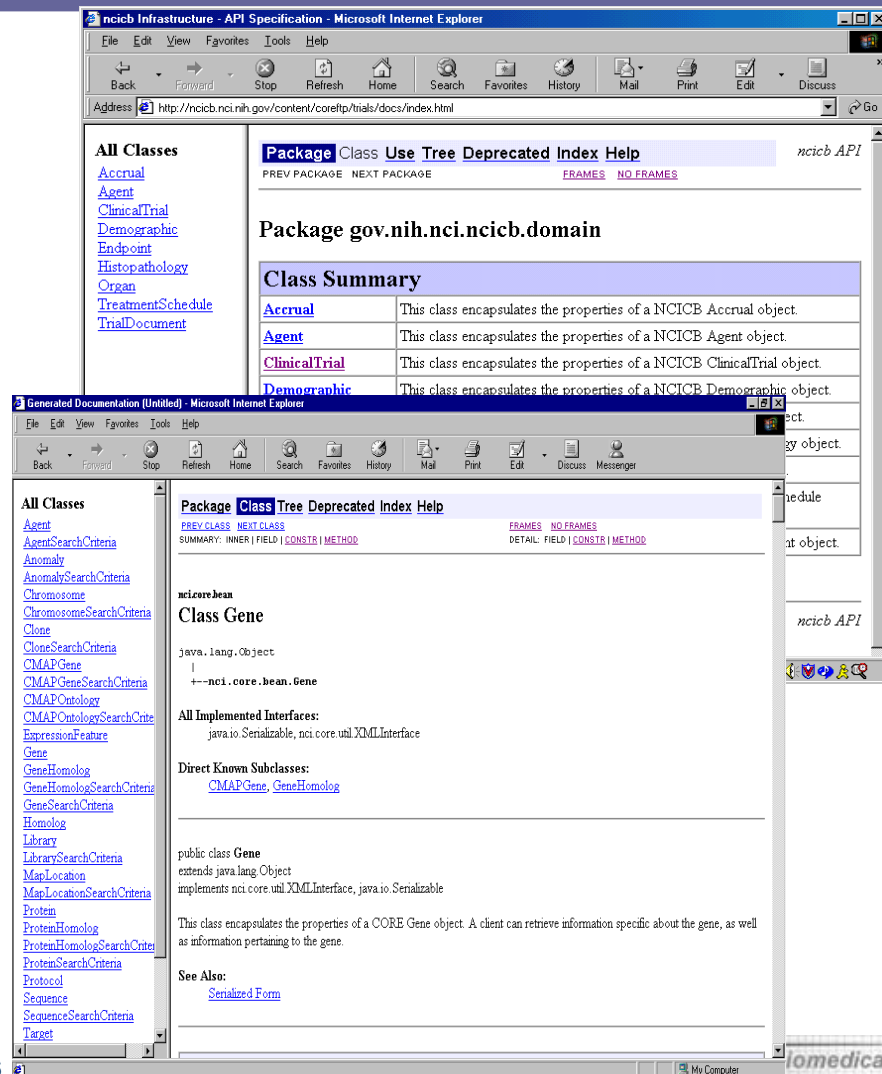 ncicb Infrastructure - API Specification - Microsoft Internet Explorer
File Edit View Favorites Tools Help
Back Forward Stop Refresh Home Search Favorites History Mail Print Edit Discuss
Address http://ncicb.nci.nih.gov/content/coreftp/trials/docs/index.html Go
All Classes
Accrual
Agent
ClinicalTrial
Demographic
Endpoint
Histopathology
Organ
TreatmentSchedule
TrialDocument
Package Class Use Tree Deprecated Index Help
ncicb API
PREV PACKAGE NEXT PACKAGE
FRAMES NO FRAMES
Package gov.nih.nci.ncicb.domain
Class Summary
Accrual This class encapsulates the properties of a NCICB Accrual object.
Agent This class encapsulates the properties of a NCICB Agent object.
ClinicalTrial This class encapsulates the properties of a NCICB ClinicalTrial object.
Demographic This class encapsulates the properties of a NCICB Demographic object.
ect.
gy object.
hedule
nt object.
ncicb API
Generated Documentation (Untitled) - Microsoft Internet Explorer
File Edit View Favorites Tools Help
Back Forward Stop Refresh Home Search Favorites History Mail Print Edit Discuss Messenger
All Classes
Agent
AgentSearchCriteria
Anomaly
AnomalySearchCriteria
Chromosome
ChromosomeSearchCriteria
Clone
CloneSearchCriteria
CMAPGene
CMAPGeneSearchCriteria
CMAPOntology
CMAPOntologySearchCrite
ExpressionFeature
Gene
GeneHomolog
GeneHomologSearchCriteria
GeneSearchCriteria
Homolog
Library
LibrarySearchCriteria
MapLocation
MapLocationSearchCriteria
Protein
ProteinHomolog
ProteinHomologSearchCriter
ProteinSearchCriteria
Protocol
Sequence
SequenceSearchCriteria
Target
Package Class Tree Deprecated Index Help
PREV CLASS NEXT CLASS
FRAMES NO FRAMES
SUMMARY: INNER | FIELD | CONSTR | METHOD
DETAIL: FIELD | CONSTR | METHOD
nci.core.bean
Class Gene
java.lang.Object
|
+--nci.core.bean.Gene
All Implemented Interfaces:
java.io.Serializable, nci.core.util.XMLInterface
Direct Known Subclasses:
CMAPGene, GeneHomolog
public class Gene
extends java.lang.Object
implements nci.core.util.XMLInterface, java.io.Serializable
This class encapsulates the properties of a CORE Gene object. A client can retrieve information specific about the gene, as well
as information pertaining to the gene.
See Also:
Serialized Form
My Computer
iomedica